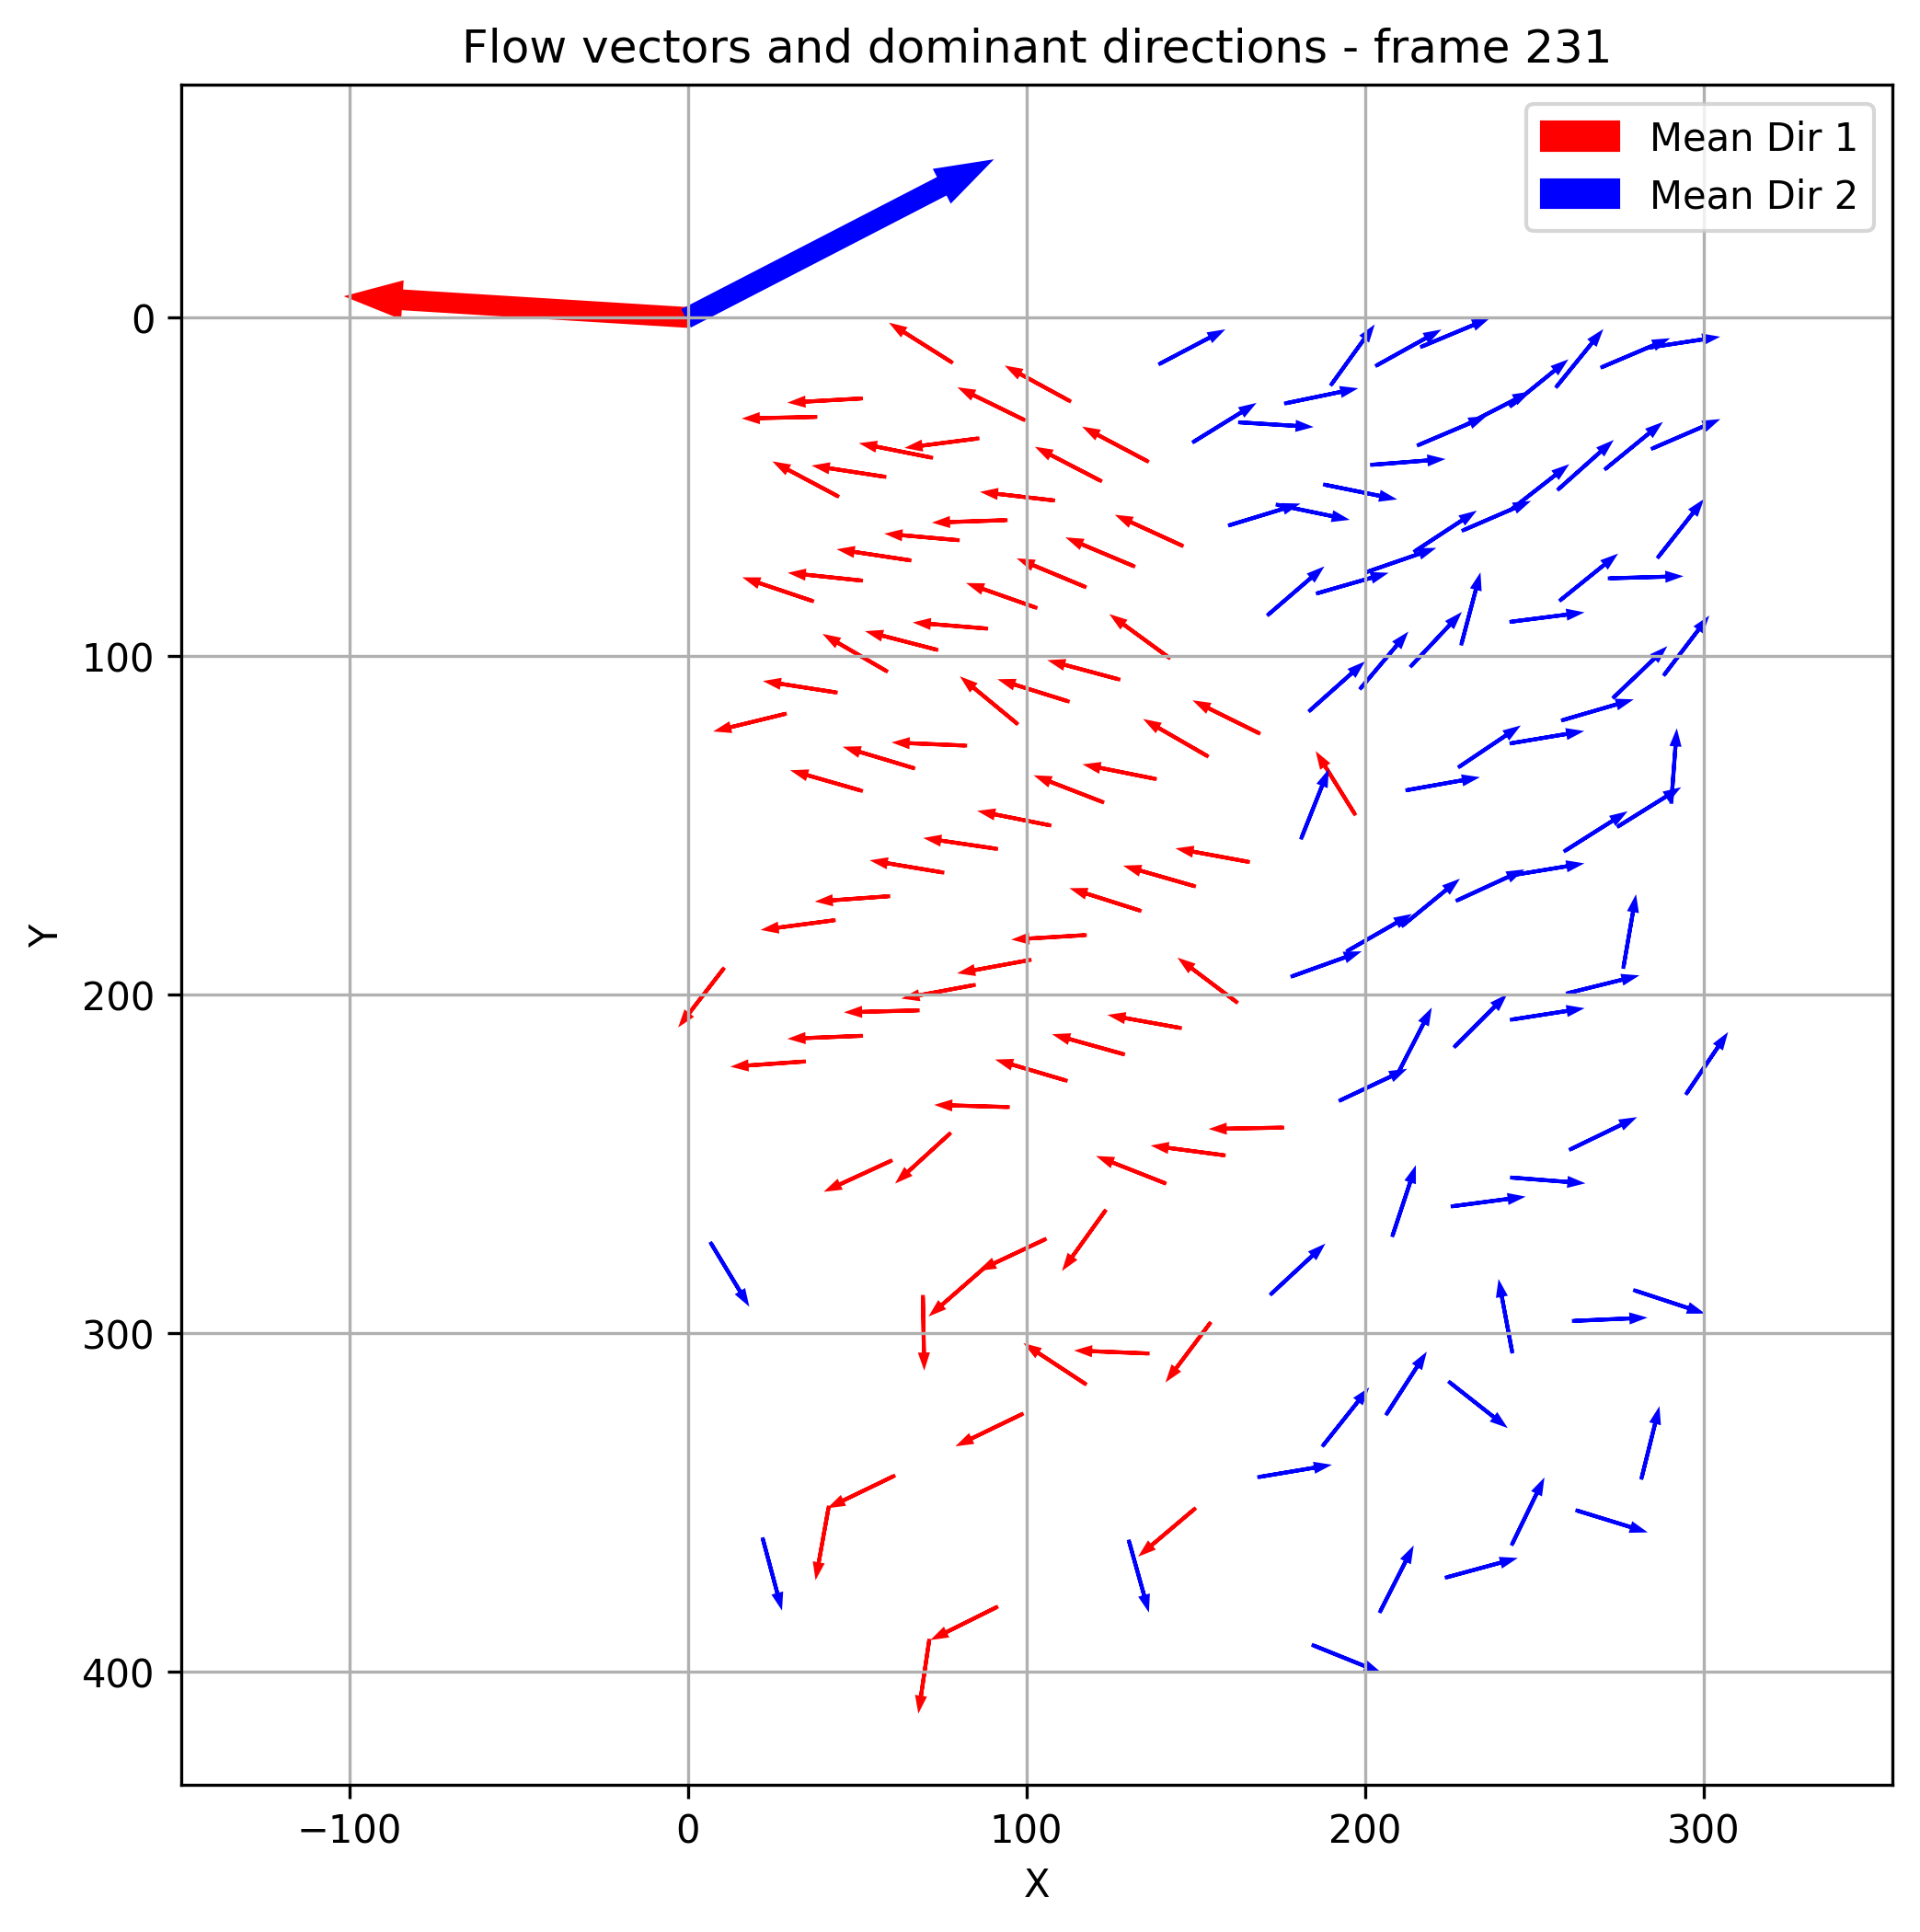 Flow vectors and dominant directions - frame 231
Mean Dir 1
Mean Dir 2
0
100
200
300
400
Y
−100
0
100
200
300
X